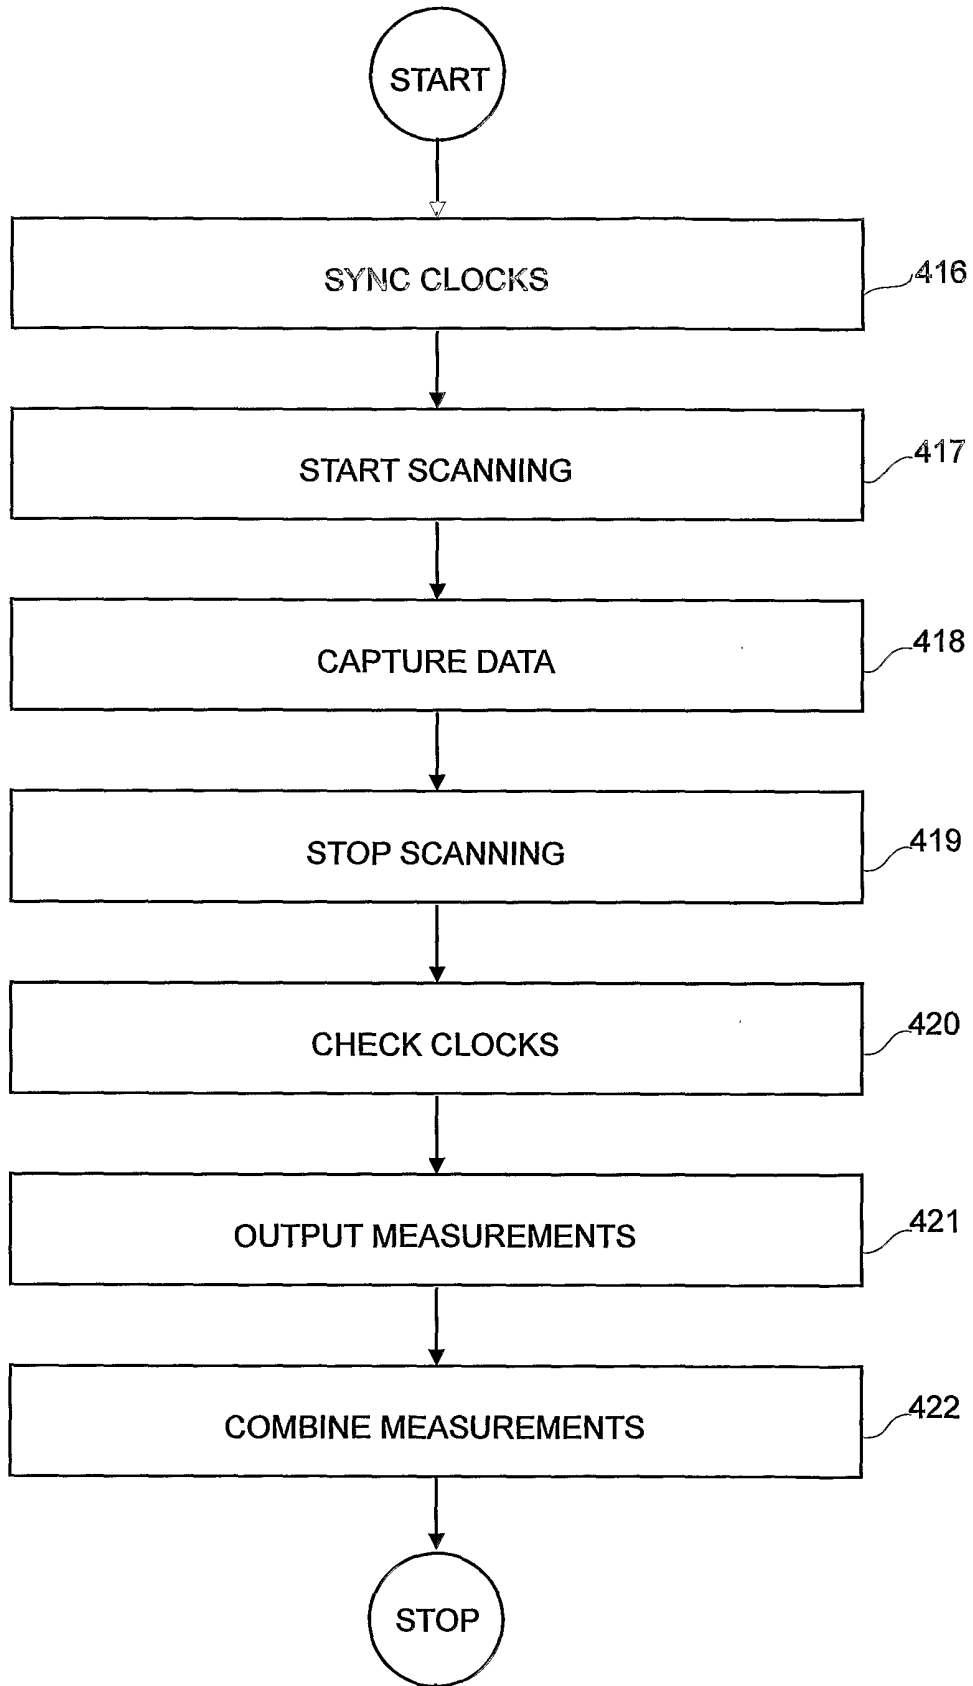 START
SYNC CLOCKS
416
START SCANNING
417
CAPTURE DATA
418
STOP SCANNING
419
CHECK CLOCKS
420
OUTPUT MEASUREMENTS
421
COMBINE MEASUREMENTS
422
STOP